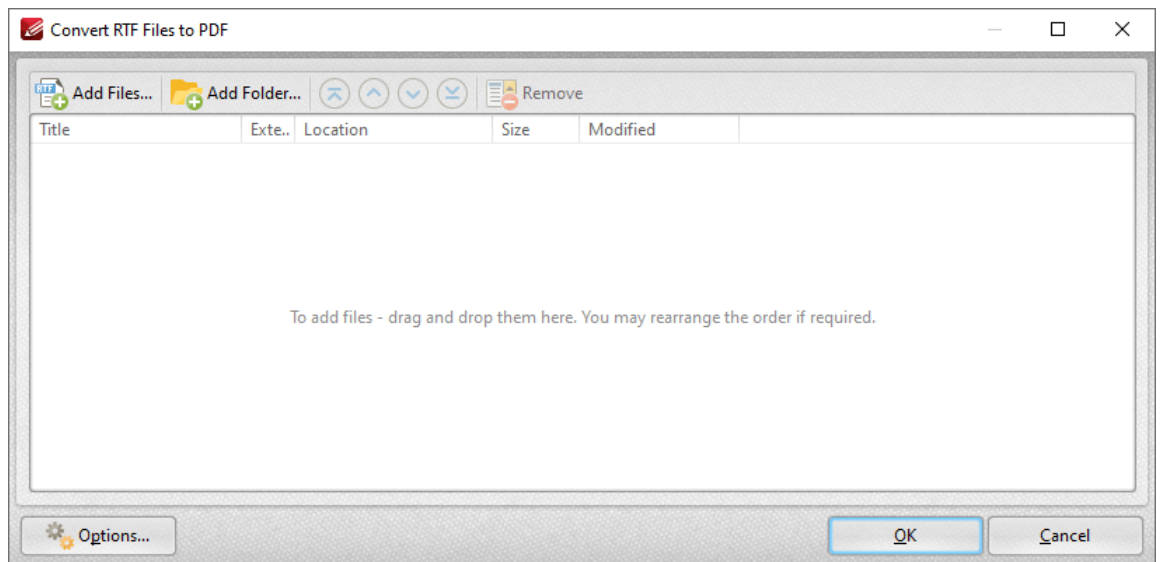 Convert RTF Files to PDF
RTF Add Files... Add Folder... Remove
Title Exte.. Location Size Modified
To add files - drag and drop them here. You may rearrange the order if required.
Options... OK Cancel